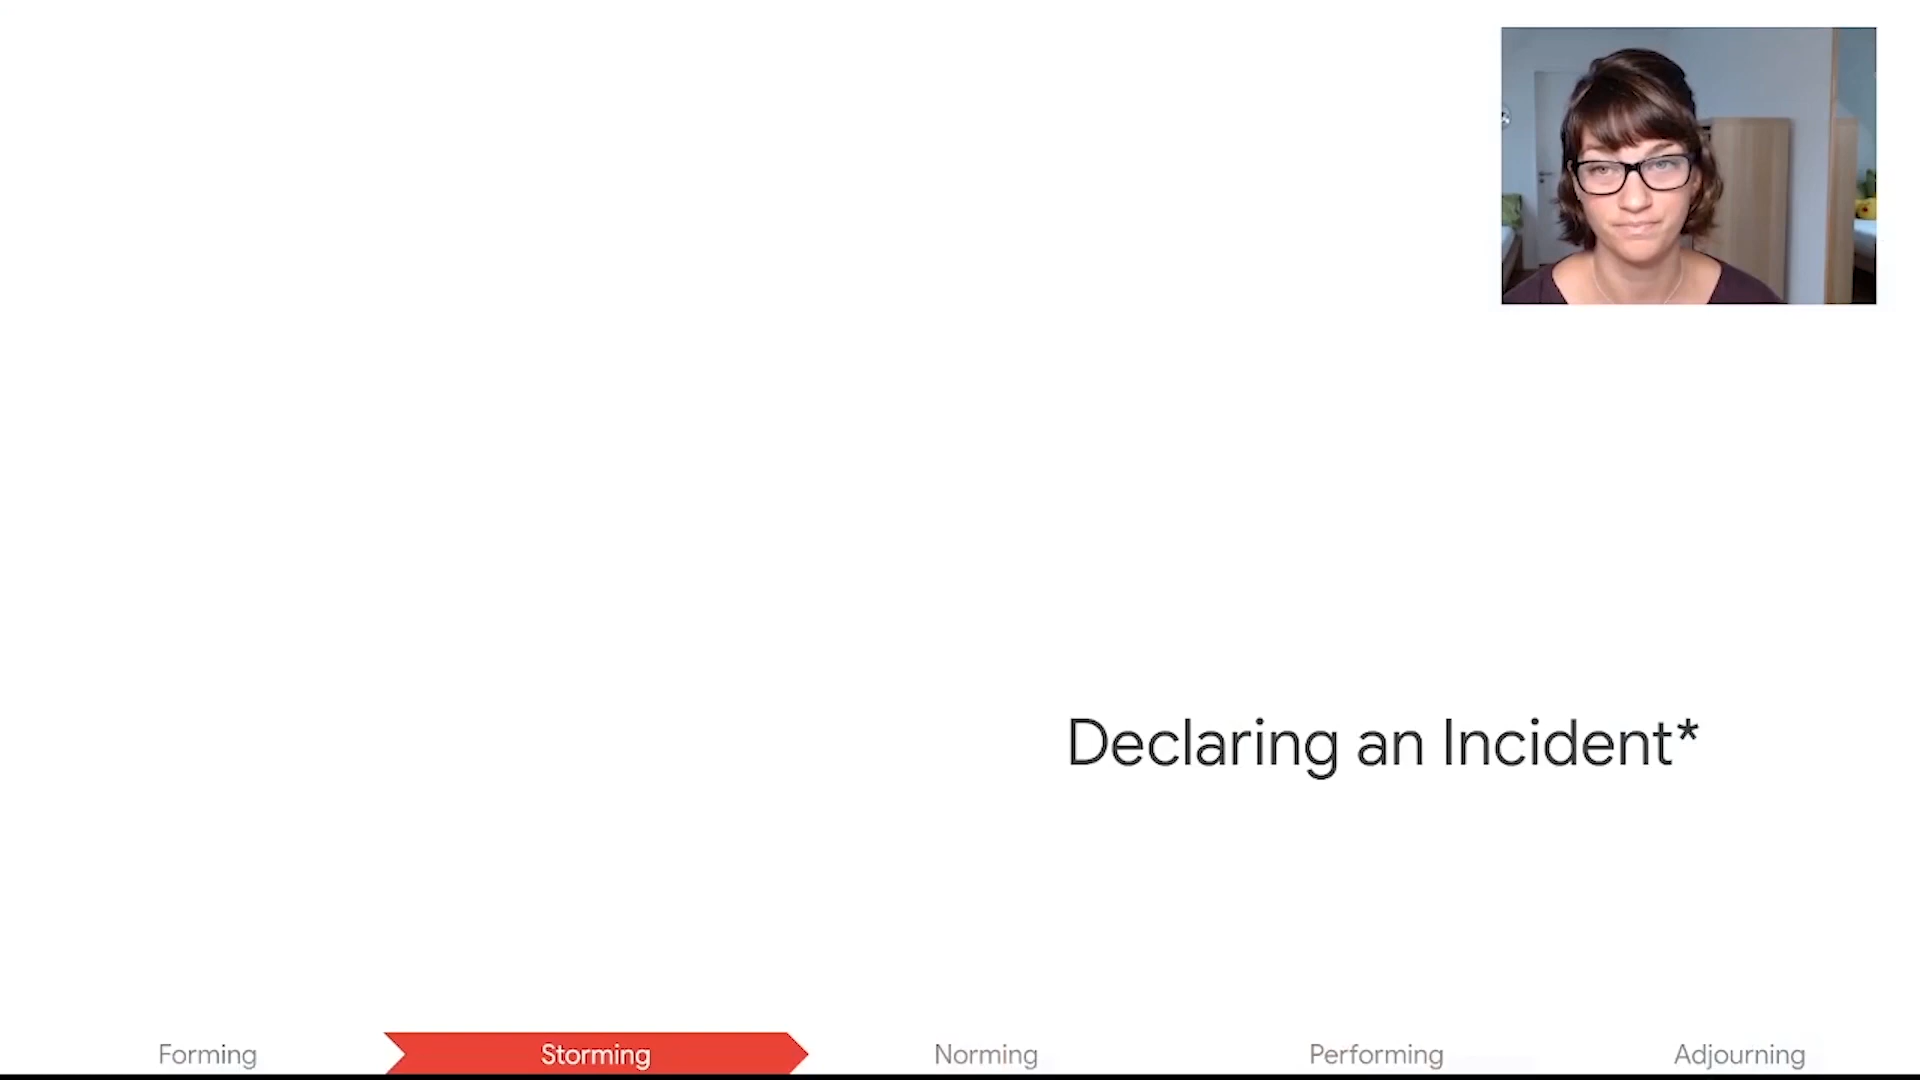 Declaring an Incident*
Forming
Storming
Norming
Performing
Adjourning